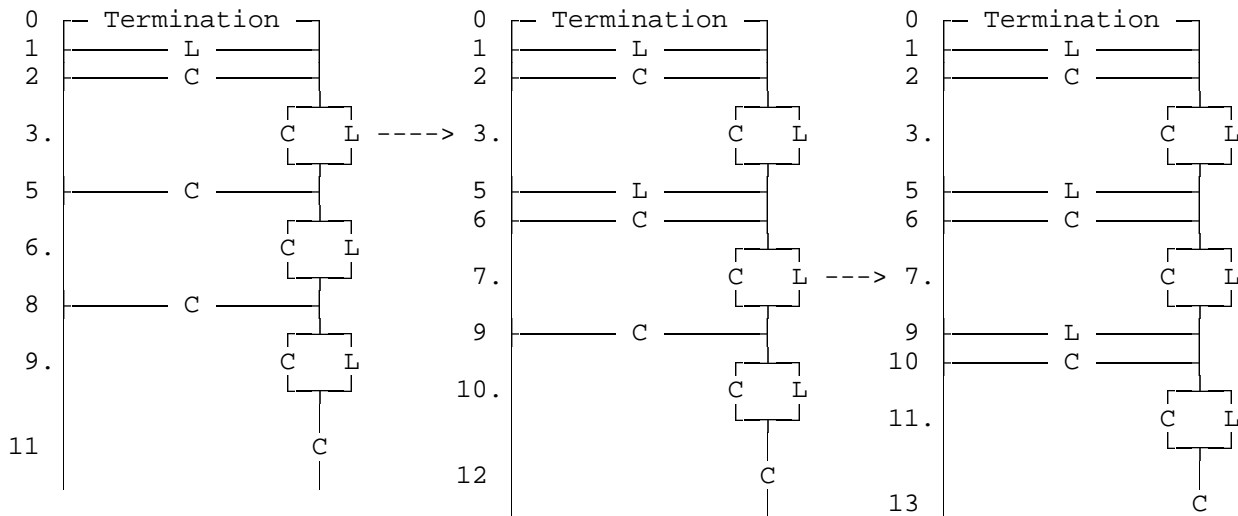 0 Termination 0 Termination 0 Termination
1 L 1 L 1 L
2 C 2 C 2 C
3. C L ----> 3. C L 3. C L
5 C 5 L 5 L
6 C 6 C
6. C L 7. C L ---> 7. C L
8 C 9 C 9 L
10 C
9. C L 10. C L 11. C L
11 C 12 C 13 C